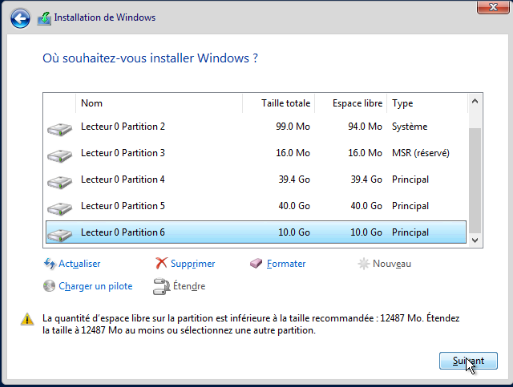 Installation de Windows
Où souhaitez-vous installer Windows ?
Nom Taille totale Espace libre Type
Lecteur 0 Partition 2 99.0 Mo 94.0 Mo Système
Lecteur 0 Partition 3 16.0 Mo 16.0 Mo MSR (réservé)
Lecteur 0 Partition 4 39.4 Go 39.4 Go Principal
Lecteur 0 Partition 5 40.0 Go 40.0 Go Principal
Lecteur 0 Partition 6 10.0 Go 10.0 Go Principal
Actualiser Supprimer Formater Nouveau
Charger un pilote Étendre
La quantité d'espace libre sur la partition est inférieure à la taille recommandée : 12487 Mo. Étendez
la taille à 12487 Mo au moins ou sélectionnez une autre partition.
Suivant